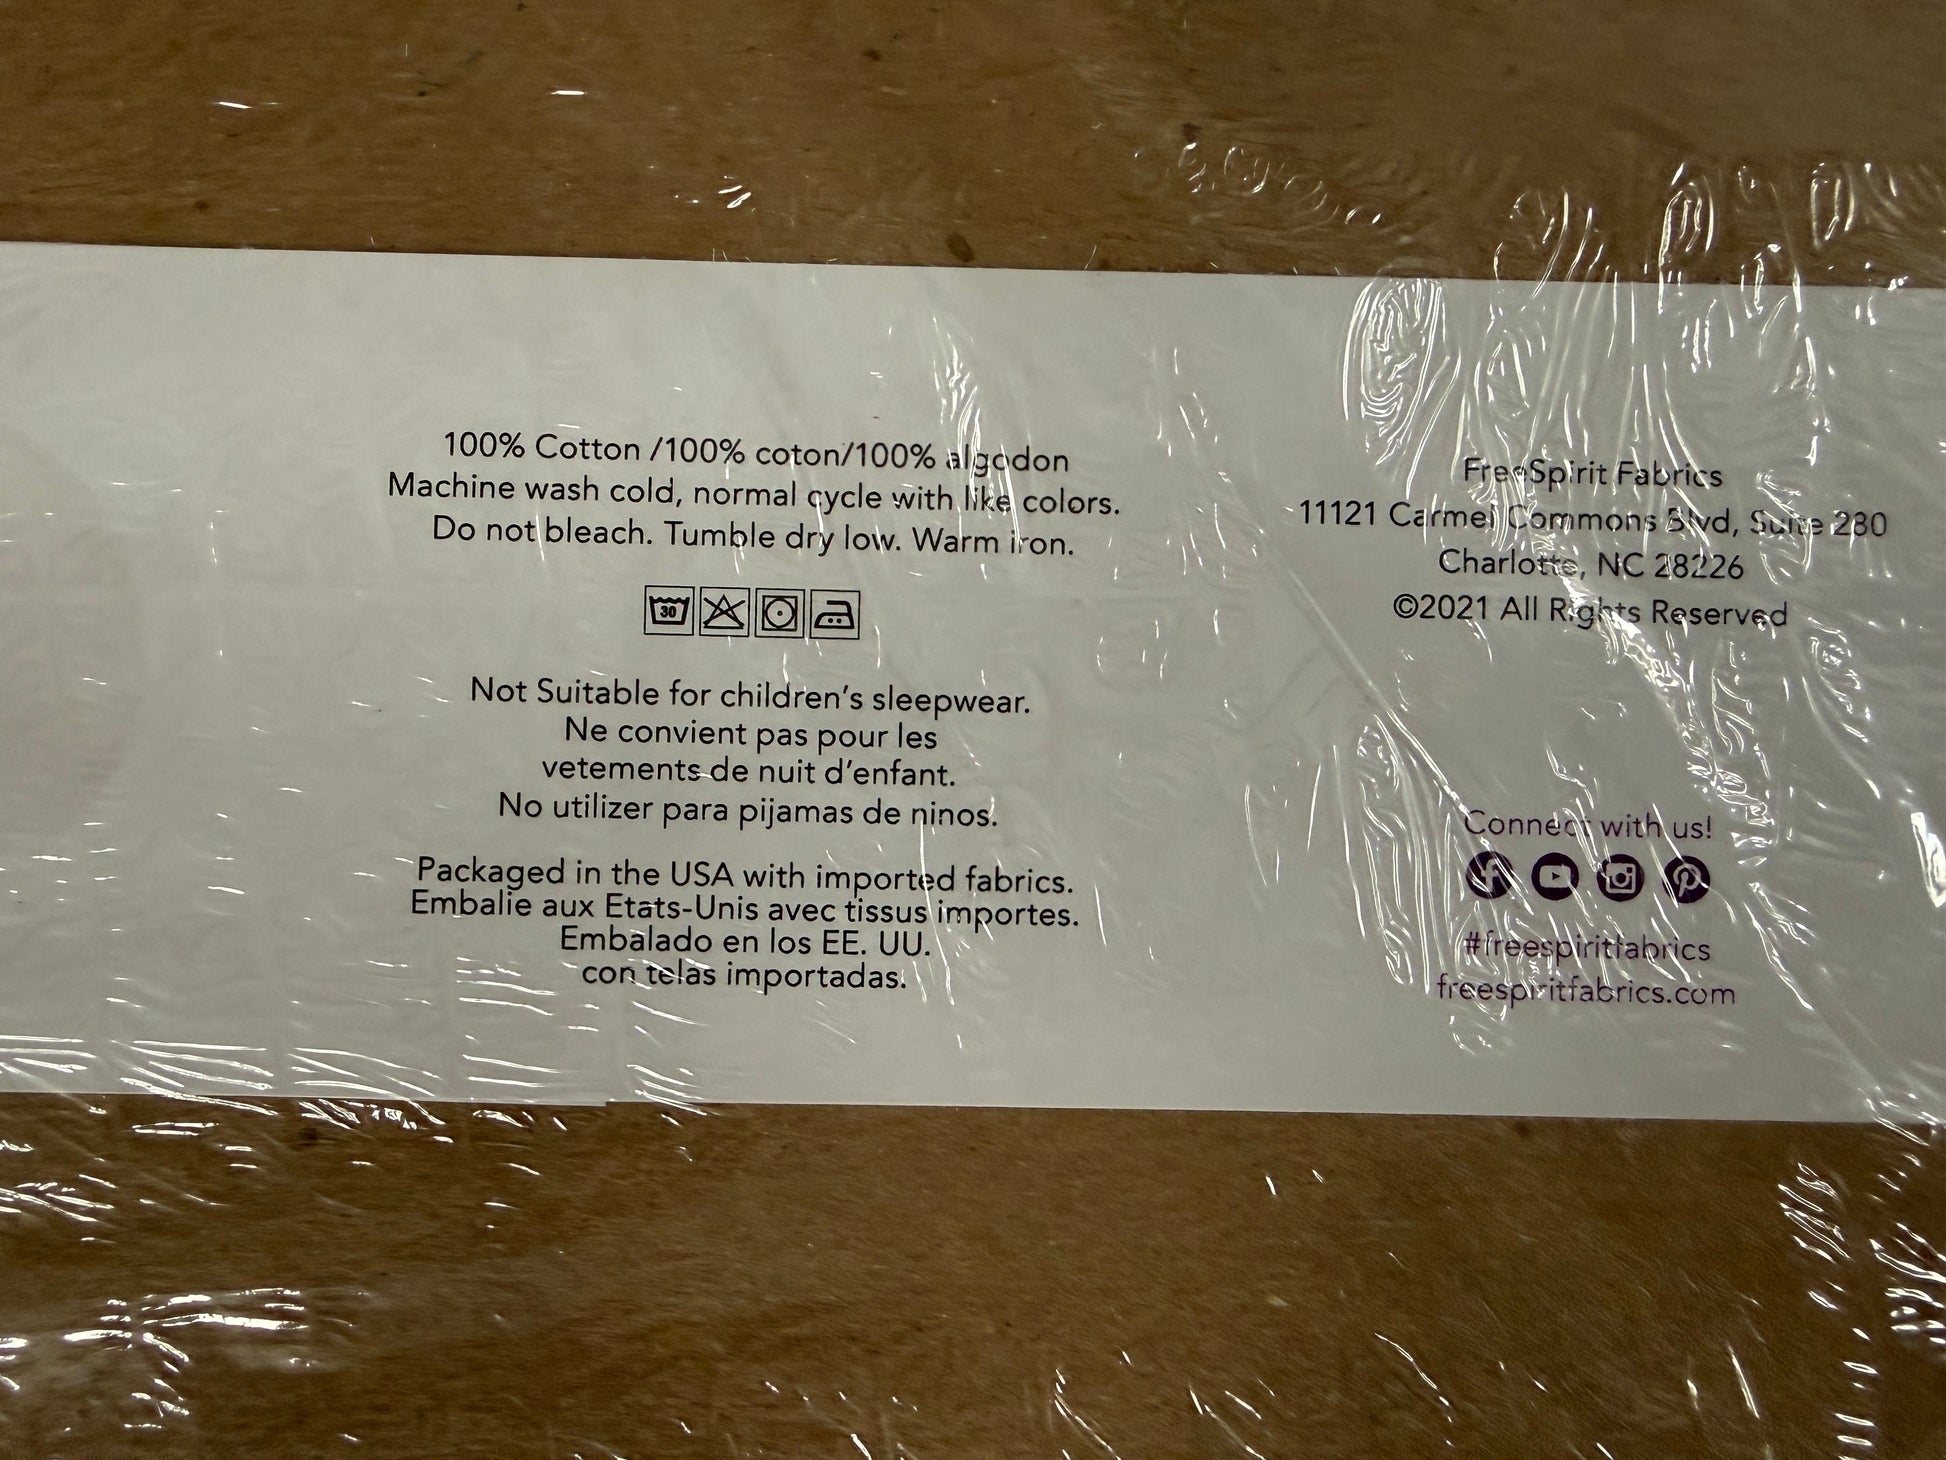 100% Cotton /100% coton/100% algodon
Machine wash cold, normal cycle with like colors.
Do not bleach. Tumble dry low. Warm iron.
30
Not Suitable for children's sleepwear.
Ne convient pas pour les
vetements de nuit d'enfant.
No utilizer para pijamas de ninos.
Packaged in the USA with imported fabrics.
Embalie aux Etats-Unis avec tissus importes.
Embalado en los EE. UU.
con telas importadas.
FreeSpirit Fabrics
11121 Carmel Commons Blvd, Suite 280
Charlotte, NC 28226
©2021 All Rights Reserved
Connect with us!
#freespiritfabrics
freespiritfabrics.com